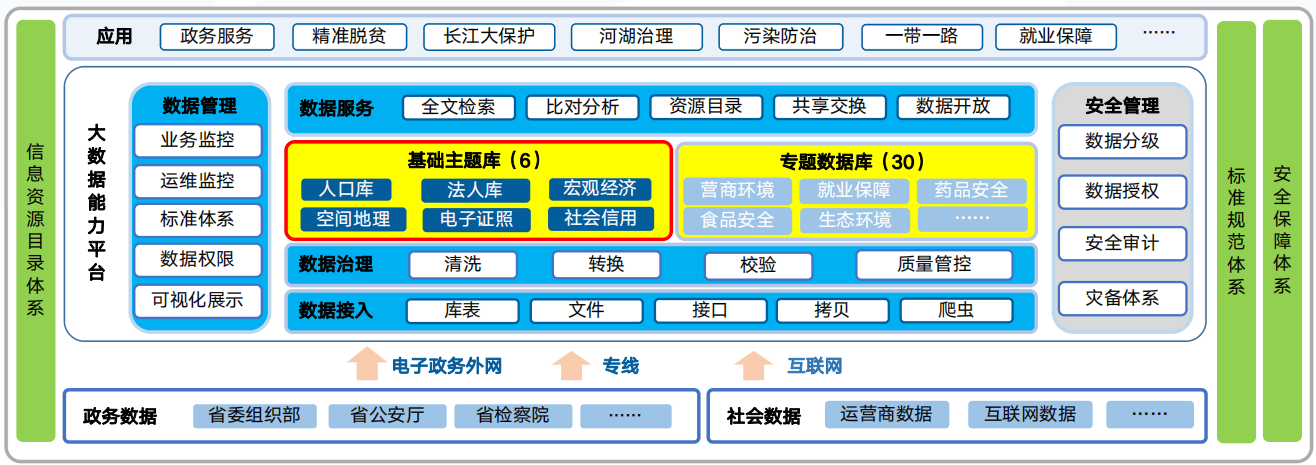 信息资源目录体系
应用 政务服务 精准脱贫 长江大保护 河湖治理 污染防治 一带一路 就业保障 ……
大数据能力平台
数据管理
业务监控
运维监控
标准体系
数据权限
可视化展示
数据服务 全文检索 比对分析 资源目录 共享交换 数据开放
基础主题库（6）
人口库 法人库 宏观经济
空间地理 电子证照 社会信用
专题数据库（30）
营商环境 就业保障 药品安全
食品安全 生态环境 ……
数据治理 清洗 转换 校验 质量管控
数据接入 库表 文件 接口 拷贝 爬虫
安全管理
数据分级
数据授权
安全审计
灾备体系
电子政务外网 专线 互联网
政务数据 省委组织部 省公安厅 省检察院 ……
社会数据 运营商数据 互联网数据 ……
标准规范体系
安全保障体系